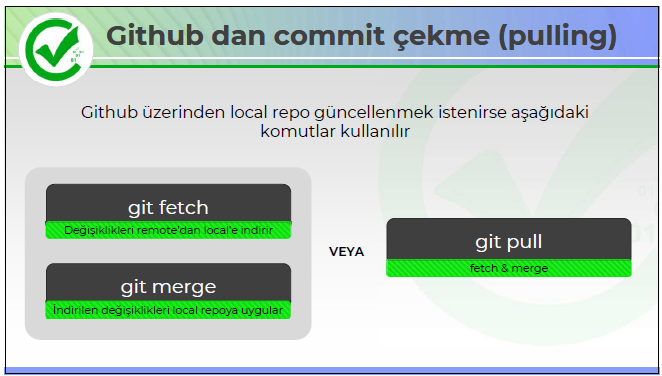 Github dan commit çekme (pulling)
Github üzerinden local repo güncellenmek istenirse aşağıdaki
komutlar kullanılır
git fetch
Değişiklikleri remote'dan local'e indirir
git merge
İndirilen değişiklikleri local repoya uygular
VEYA
git pull
fetch & merge